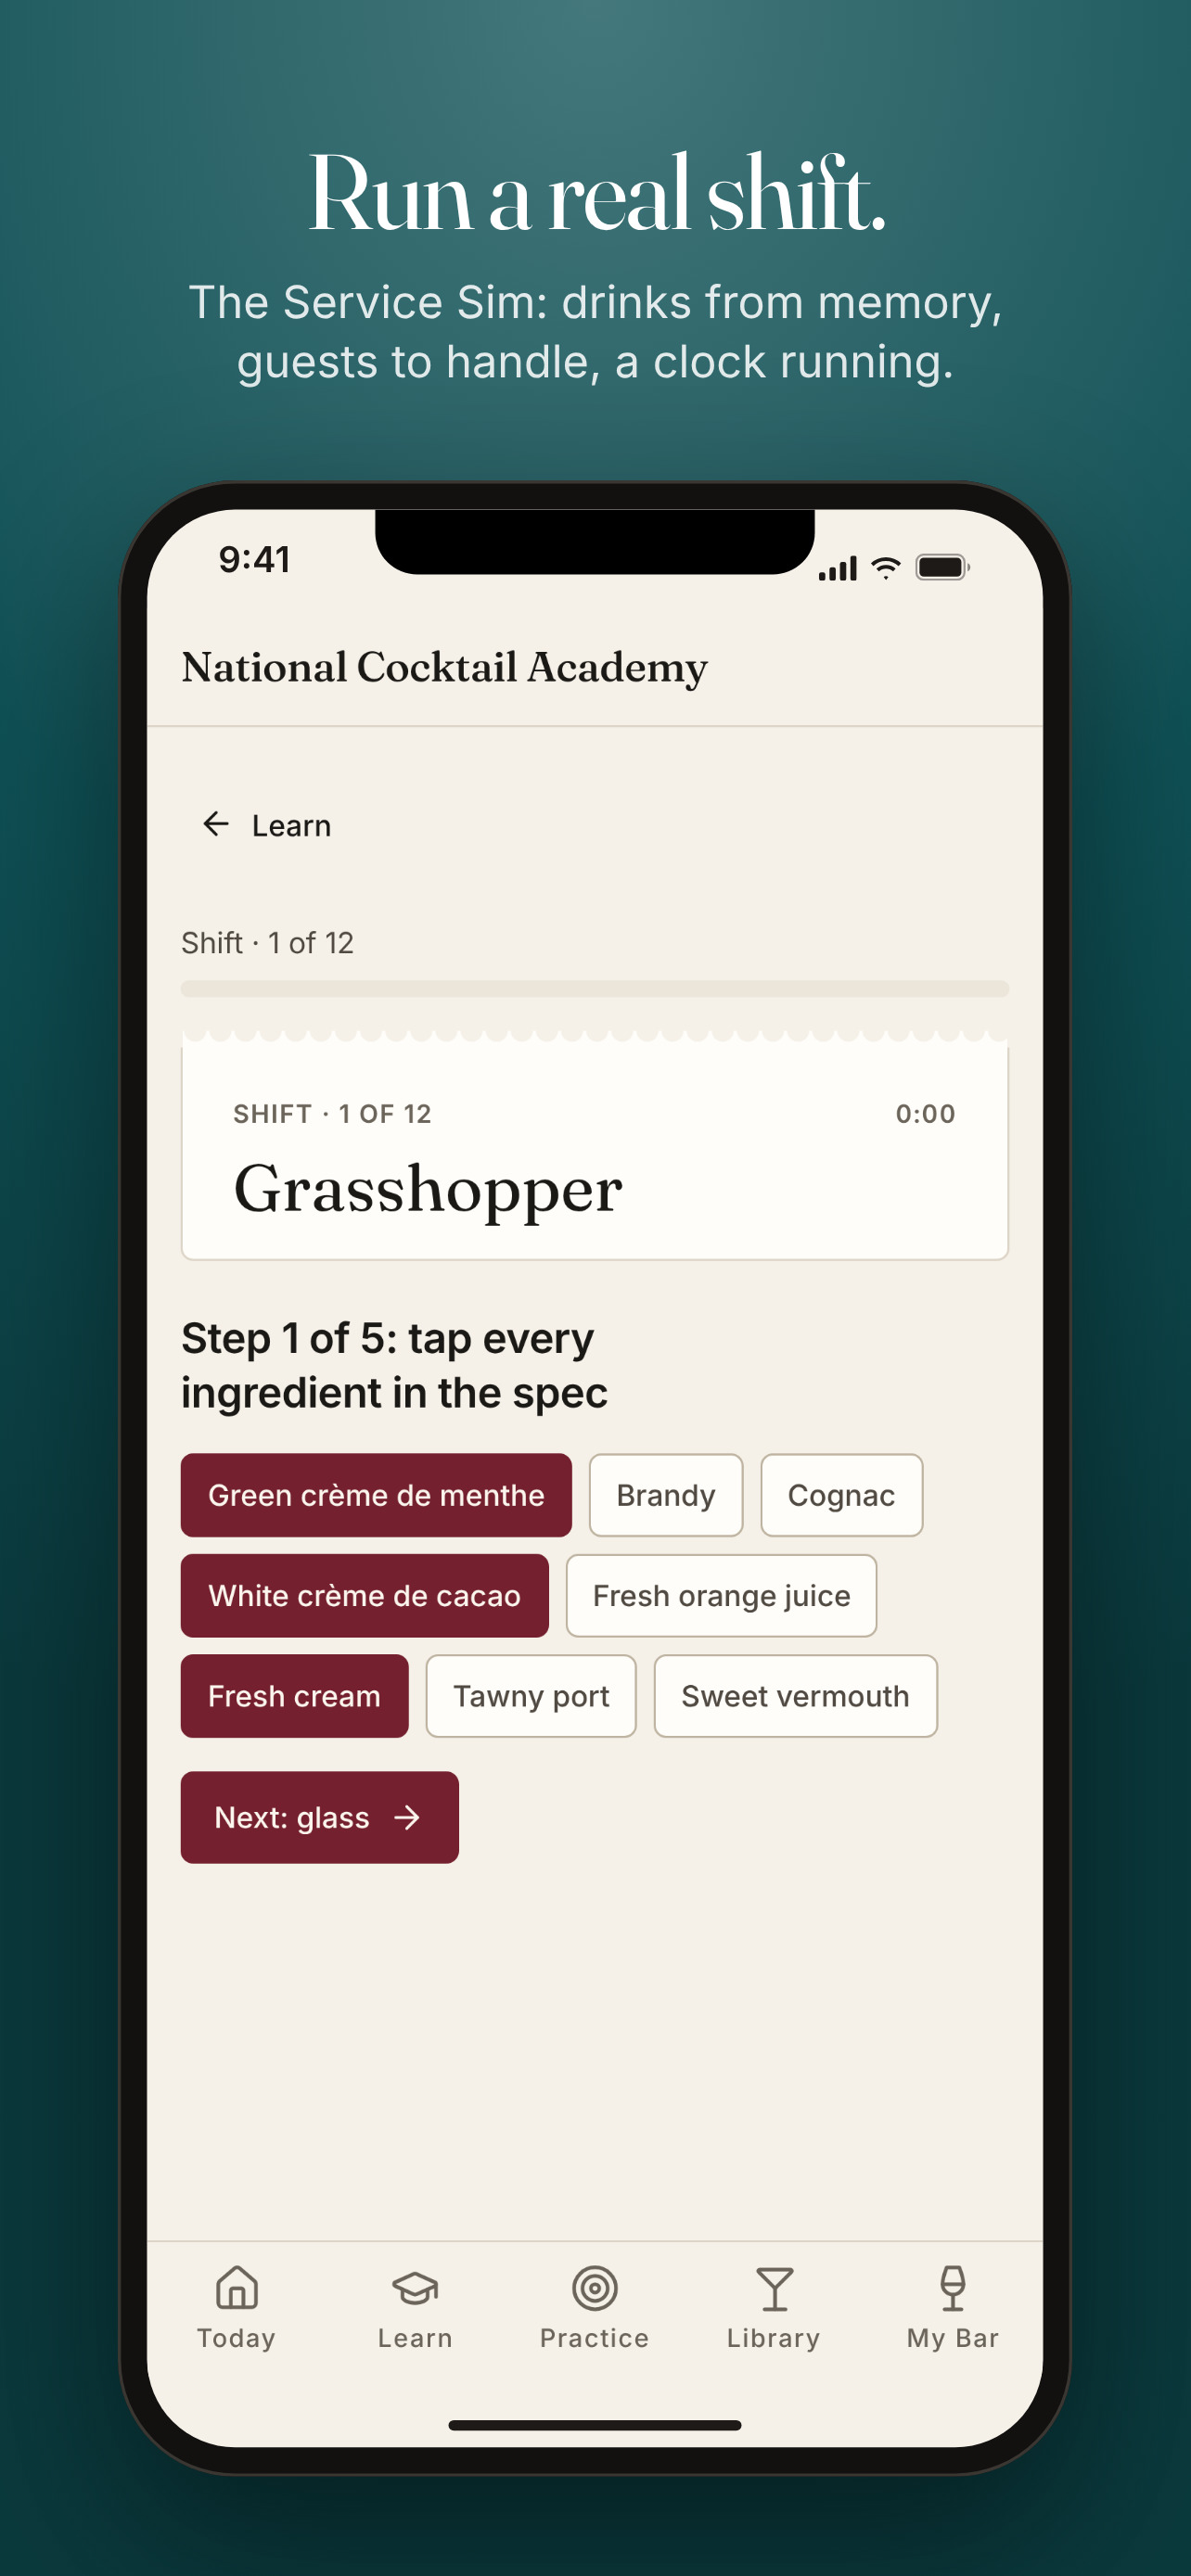 Run a real shift.
The Service Sim: drinks from memory,
guests to handle, a clock running.
9:41
National Cocktail Academy
← Learn
Shift · 1 of 12
SHIFT · 1 OF 12 0:00
Grasshopper
Step 1 of 5: tap every
ingredient in the spec
Green crème de menthe Brandy Cognac
White crème de cacao Fresh orange juice
Fresh cream Tawny port Sweet vermouth
Next: glass →
Today Learn Practice Library My Bar